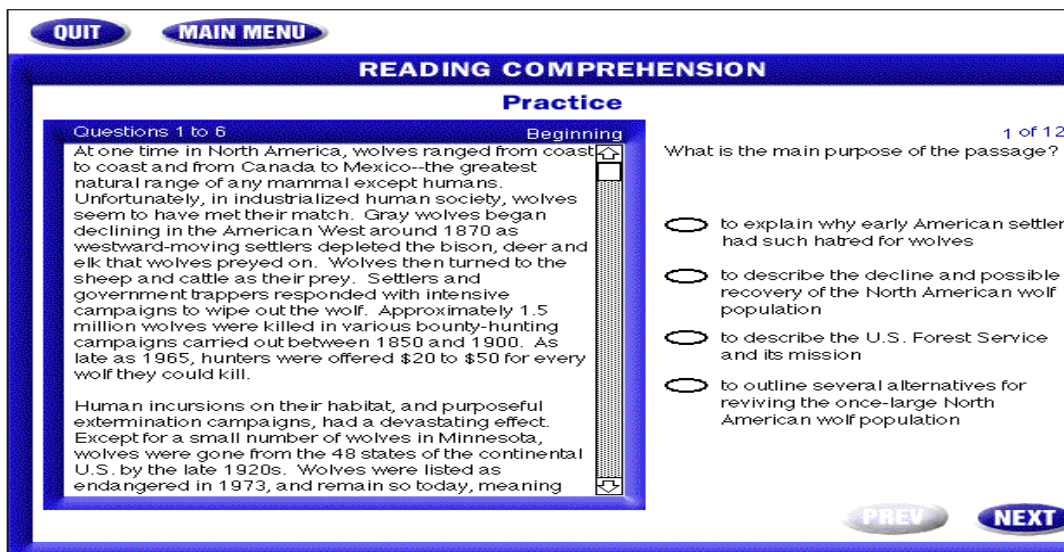 QUIT MAIN MENU
READING COMPREHENSION
Practice
Questions 1 to 6 Beginning
At one time in North America, wolves ranged from coast
to coast and from Canada to Mexico--the greatest
natural range of any mammal except humans.
Unfortunately, in industrialized human society, wolves
seem to have met their match. Gray wolves began
declining in the American West around 1870 as
westward-moving settlers depleted the bison, deer and
elk that wolves preyed on. Wolves then turned to the
sheep and cattle as their prey. Settlers and
government trappers responded with intensive
campaigns to wipe out the wolf. Approximately 1.5
million wolves were killed in various bounty-hunting
campaigns carried out between 1850 and 1900. As
late as 1965, hunters were offered $20 to $50 for every
wolf they could kill.
Human incursions on their habitat, and purposeful
extermination campaigns, had a devastating effect.
Except for a small number of wolves in Minnesota,
wolves were gone from the 48 states of the continental
U.S. by the late 1920s. Wolves were listed as
endangered in 1973, and remain so today, meaning
1 of 12
What is the main purpose of the passage?
to explain why early American settler
had such hatred for wolves
to describe the decline and possible
recovery of the North American wolf
population
to describe the U.S. Forest Service
and its mission
to outline several alternatives for
reviving the once-large North
American wolf population
PREV NEXT